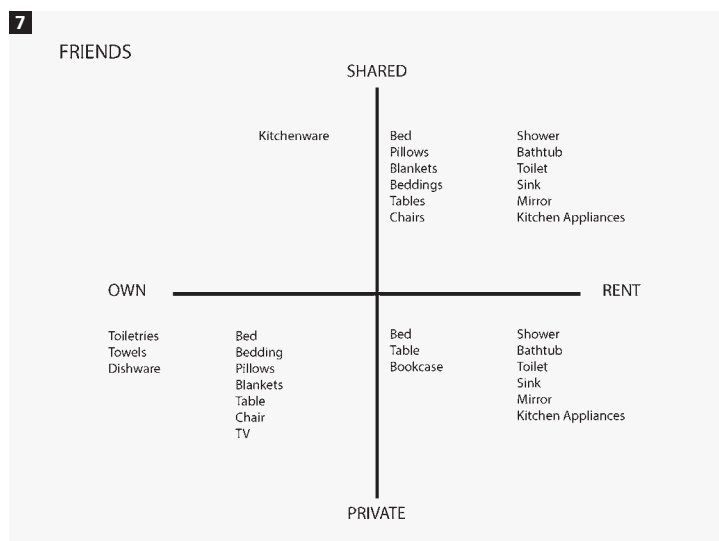 7
FRIENDS
SHARED
Kitchenware
Bed
Pillows
Blankets
Beddings
Tables
Chairs
Shower
Bathtub
Toilet
Sink
Mirror
Kitchen Appliances
OWN
RENT
Toiletries
Towels
Dishware
Bed
Bedding
Pillows
Blankets
Table
Chair
TV
Bed
Table
Bookcase
Shower
Bathtub
Toilet
Sink
Mirror
Kitchen Appliances
PRIVATE